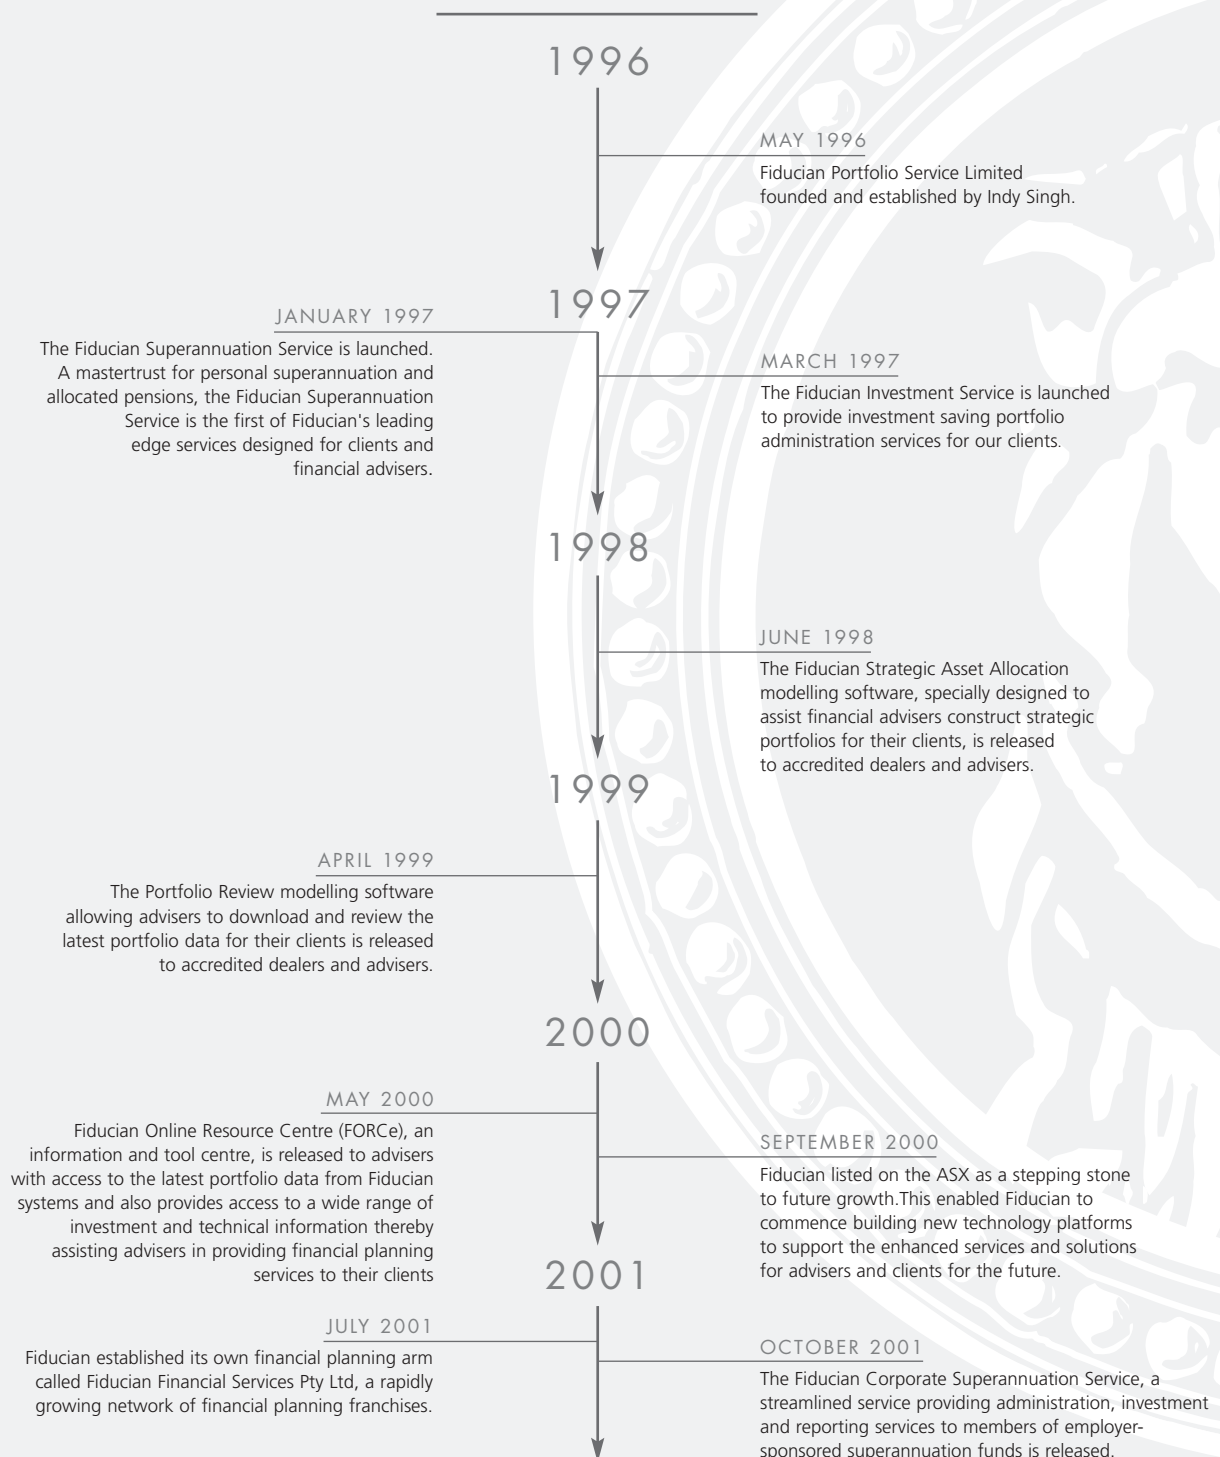 1996
MAY 1996
Fiducian Portfolio Service Limited
founded and established by Indy Singh.
1997
JANUARY 1997
The Fiducian Superannuation Service is launched.
A mastertrust for personal superannuation and
allocated pensions, the Fiducian Superannuation
Service is the first of Fiducian's leading
edge services designed for clients and
financial advisers.
MARCH 1997
The Fiducian Investment Service is launched
to provide investment saving portfolio
administration services for our clients.
1998
JUNE 1998
The Fiducian Strategic Asset Allocation
modelling software, specially designed to
assist financial advisers construct strategic
portfolios for their clients, is released
to accredited dealers and advisers.
1999
APRIL 1999
The Portfolio Review modelling software
allowing advisers to download and review the
latest portfolio data for their clients is released
to accredited dealers and advisers.
2000
MAY 2000
Fiducian Online Resource Centre (FORCe), an
information and tool centre, is released to advisers
with access to the latest portfolio data from Fiducian
systems and also provides access to a wide range of
investment and technical information thereby
assisting advisers in providing financial planning
services to their clients
SEPTEMBER 2000
Fiducian listed on the ASX as a stepping stone
to future growth.This enabled Fiducian to
commence building new technology platforms
to support the enhanced services and solutions
for advisers and clients for the future.
2001
JULY 2001
Fiducian established its own financial planning arm
called Fiducian Financial Services Pty Ltd, a rapidly
growing network of financial planning franchises.
OCTOBER 2001
The Fiducian Corporate Superannuation Service, a
streamlined service providing administration, investment
and reporting services to members of employer-
sponsored superannuation funds is released.